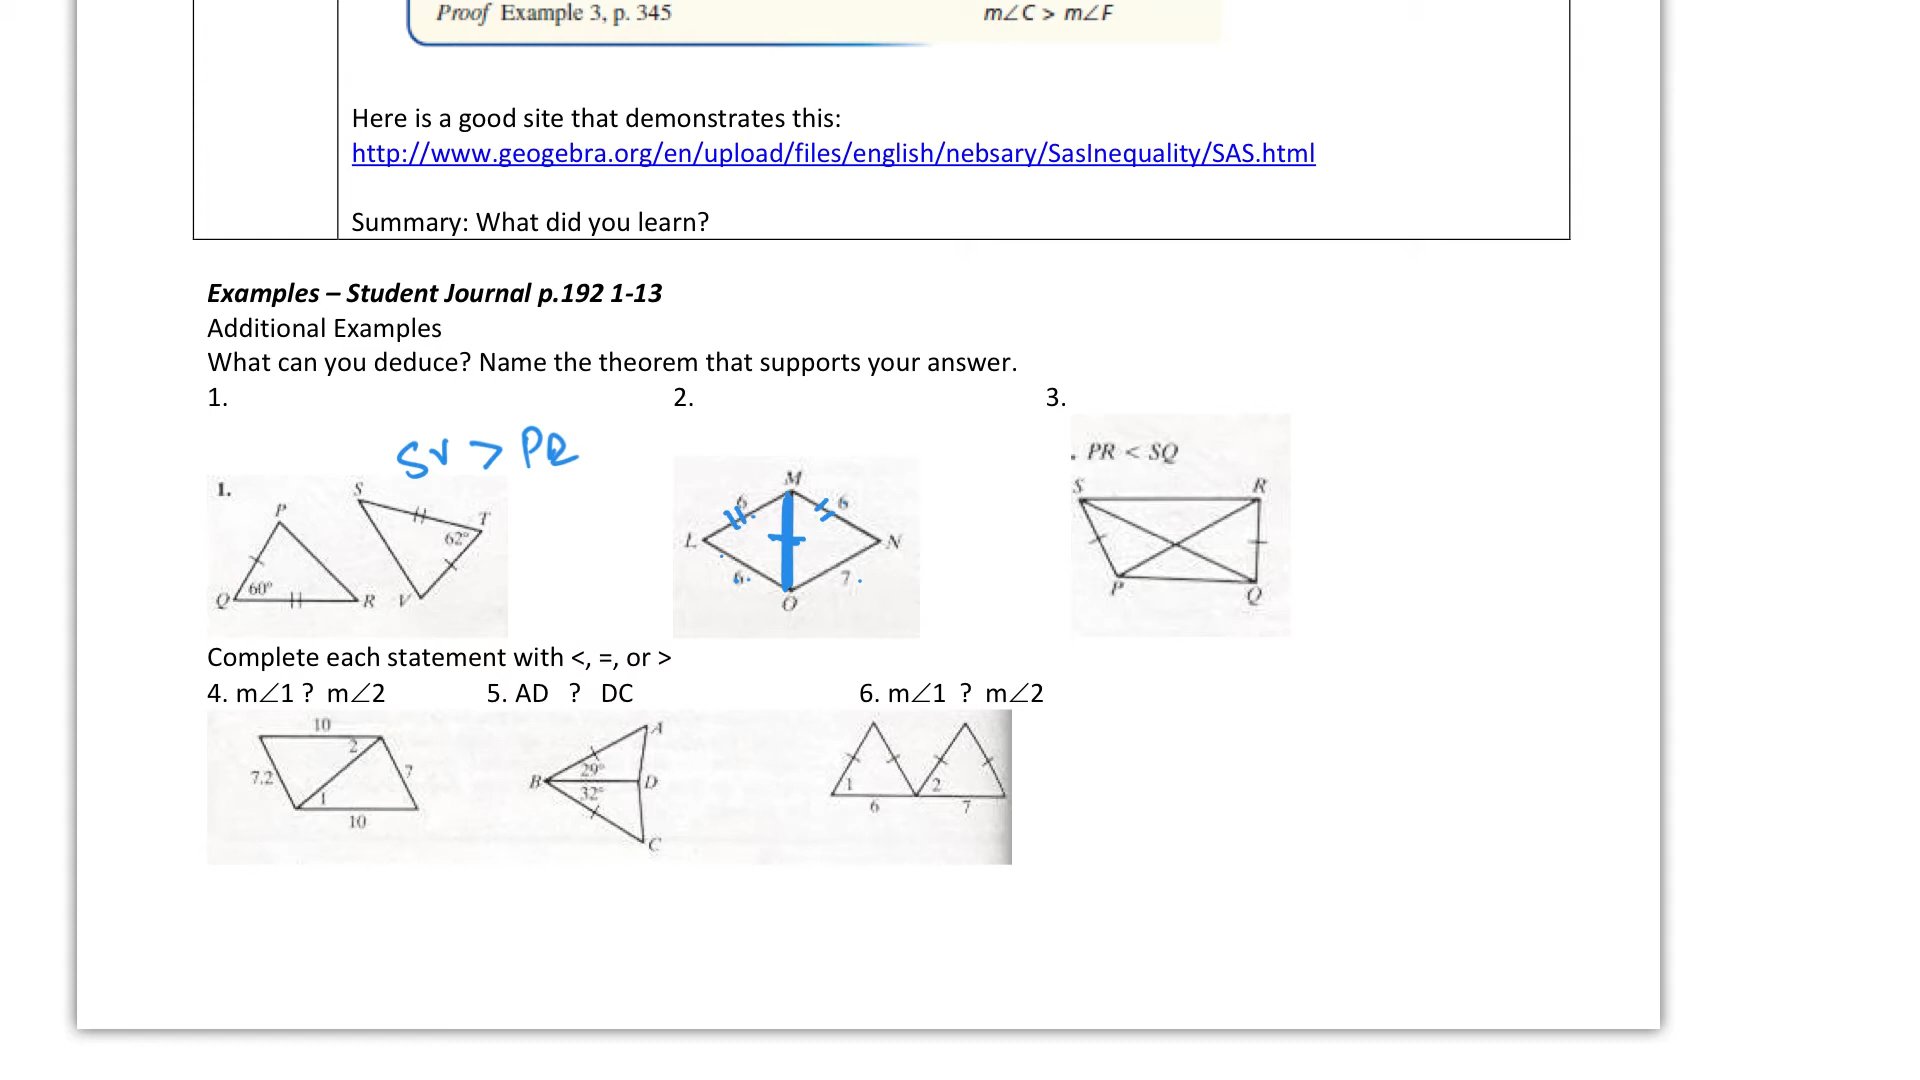 Proof Example 3, p. 345
m∠C > m∠F
Here is a good site that demonstrates this:
http://www.geogebra.org/en/upload/files/english/nebsary/SasInequality/SAS.html
Summary: What did you learn?
Examples – Student Journal p.192 1-13
Additional Examples
What can you deduce? Name the theorem that supports your answer.
1. 2. 3.
SV > PR
1.
P
Q
R
60°
S
T
V
62°
M
L
N
O
6
6
6.
7.
. PR < SQ
S
R
P
Q
Complete each statement with <, =, or >
4. m∠1 ? m∠2 5. AD ? DC 6. m∠1 ? m∠2
10
2
7.2
7
1
10
A
B
29°
D
32°
C
1
2
6
7